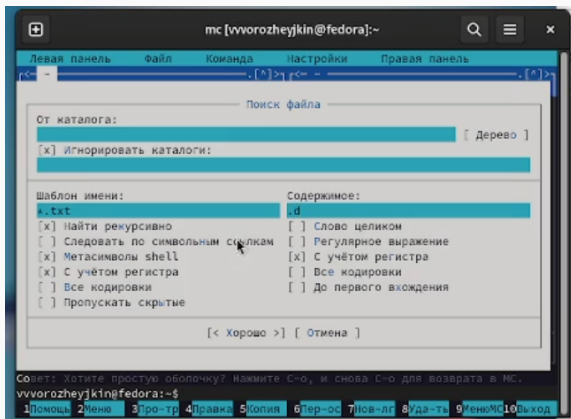 mc [vvvorozheyjkin@fedora]:~
Левая панель Файл Команда Настройки Правая панель
<— ~ .[^]> <— ~ .[^]>
Поиск файла
От каталога:
[ Дерево ]
[x] Игнорировать каталоги:
Шаблон имени: Содержимое:
*.txt .d
[x] Найти рекурсивно [ ] Слово целиком
[ ] Следовать по символьным ссылкам [ ] Регулярное выражение
[x] Метасимволы shell [x] С учётом регистра
[x] С учётом регистра [ ] Все кодировки
[ ] Все кодировки [ ] До первого вхождения
[ ] Пропускать скрытые
[< Хорошо >] [ Отмена ]
Совет: Хотите простую оболочку? Нажмите C-o, и снова C-o для возврата в MC.
vvvorozheyjkin@fedora:~$
1Помощь 2Меню 3Про~тр 4Правка 5Копия 6Пер~ос 7Нов~лг 8Уда~ть 9МенюMC 10Выход